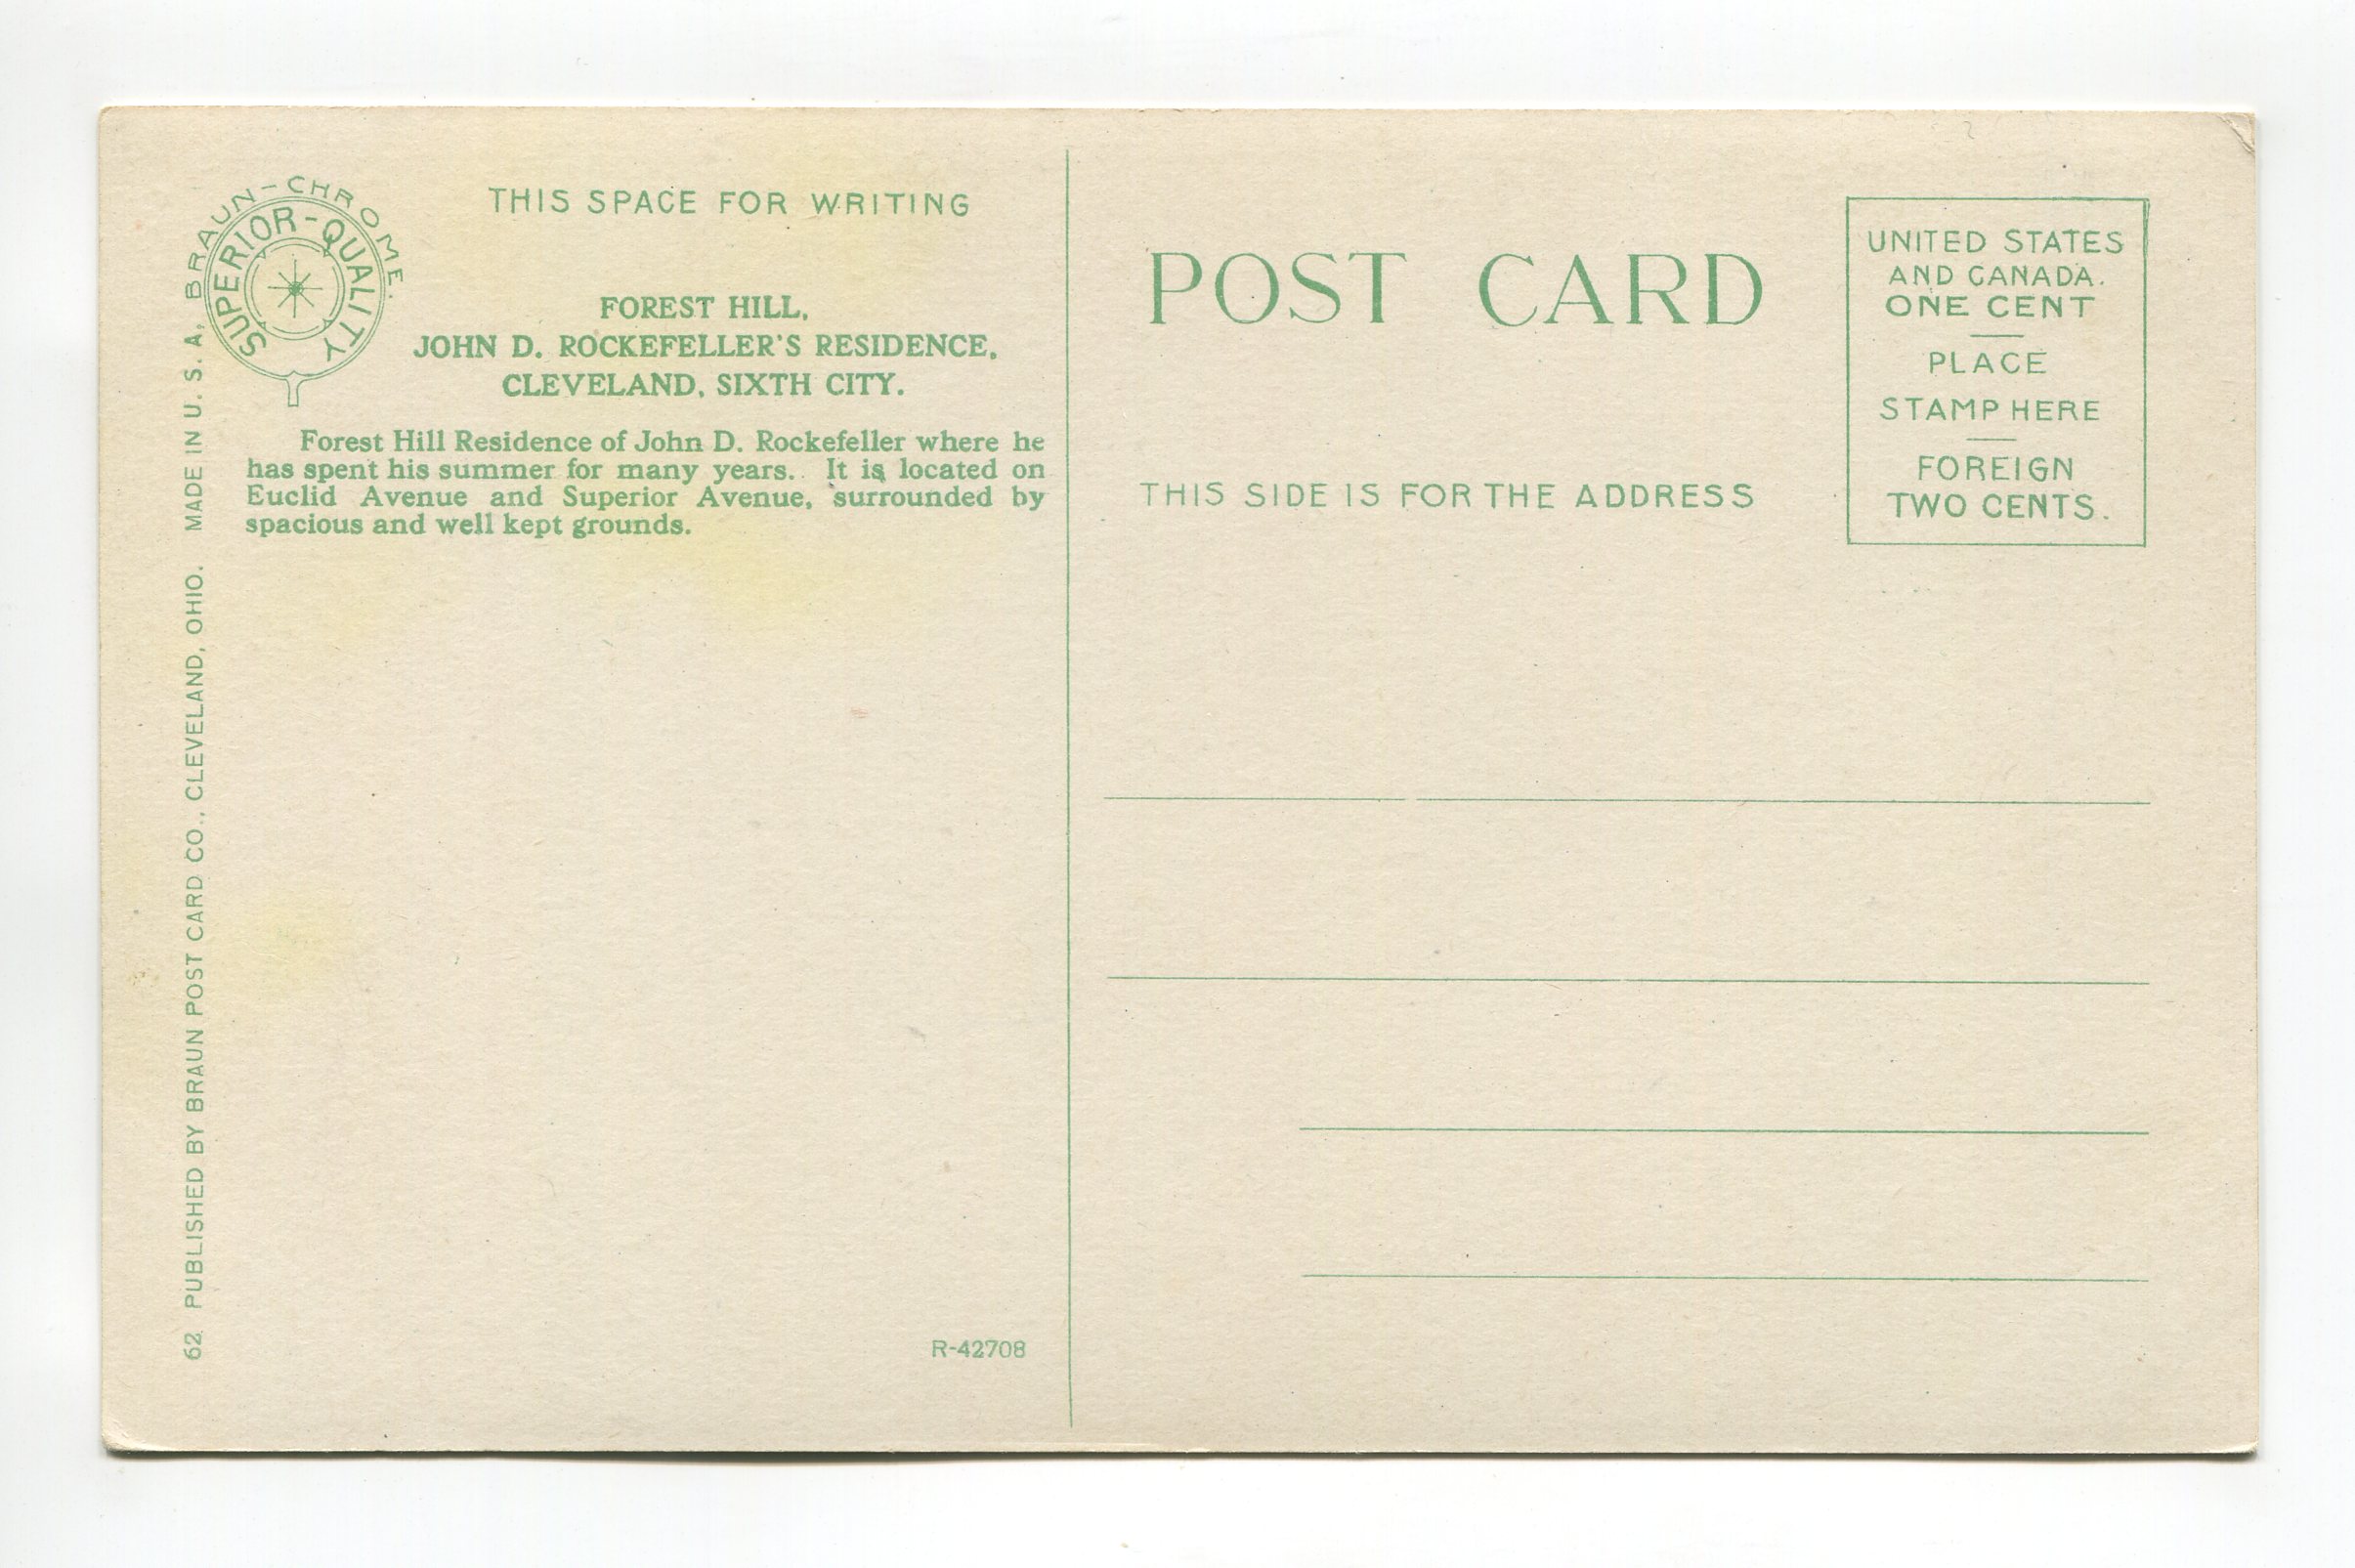 BRAUN-CHROME.
SUPERIOR-QUALITY
THIS SPACE FOR WRITING
FOREST HILL,
JOHN D. ROCKEFELLER'S RESIDENCE,
CLEVELAND, SIXTH CITY.
Forest Hill Residence of John D. Rockefeller where he
has spent his summer for many years. It is located on
Euclid Avenue and Superior Avenue, surrounded by
spacious and well kept grounds.
62 PUBLISHED BY BRAUN POST CARD CO., CLEVELAND, OHIO. MADE IN U. S. A.
R-42708
POST CARD
THIS SIDE IS FOR THE ADDRESS
UNITED STATES
AND CANADA.
ONE CENT
PLACE
STAMP HERE
FOREIGN
TWO CENTS.